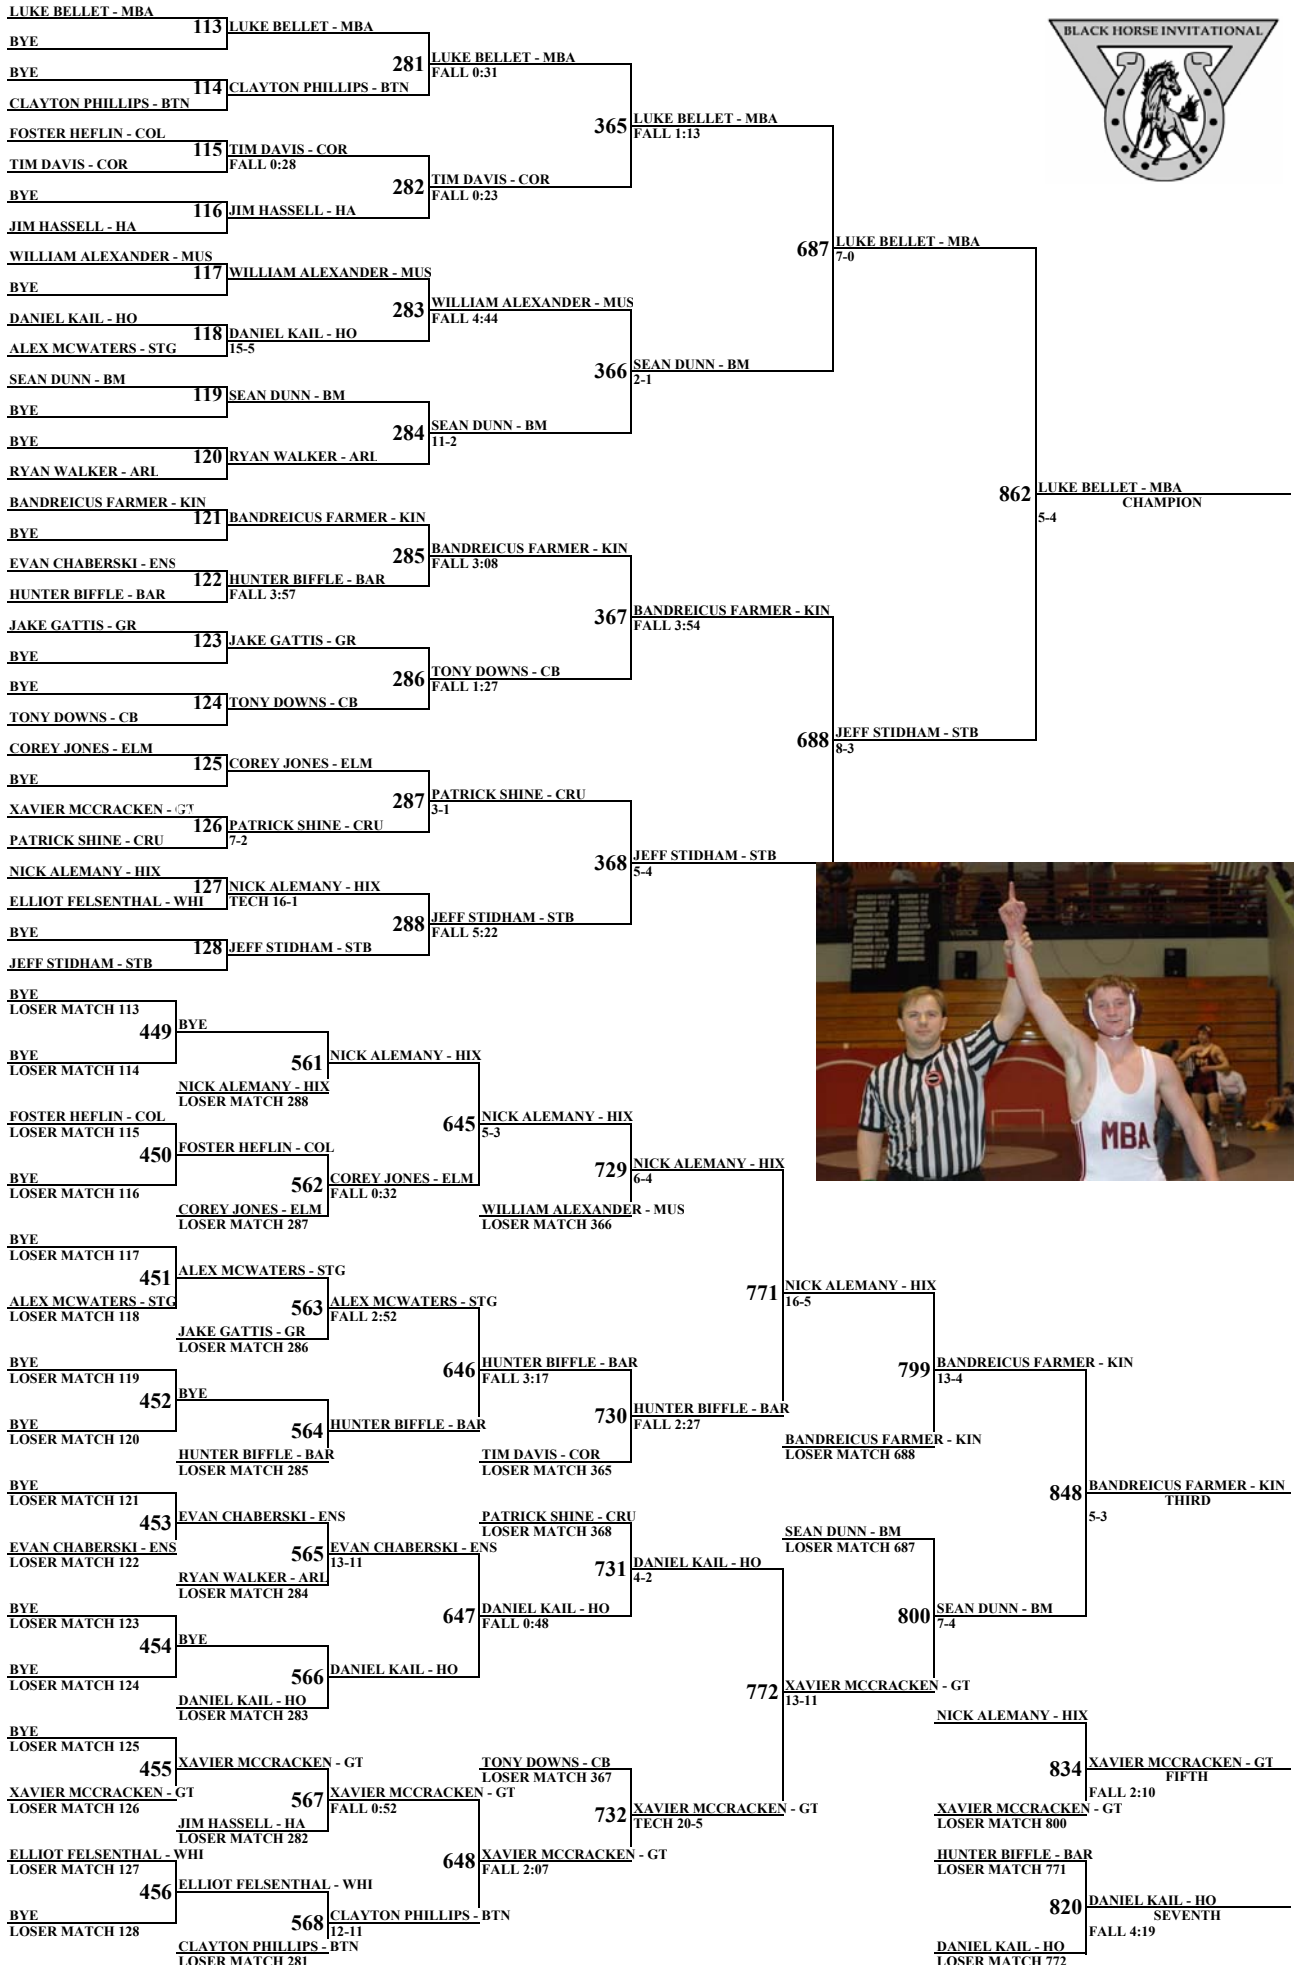 LUKE BELLET - MBA
113
LUKE BELLET - MBA
BYE
281
LUKE BELLET - MBA
FALL 0:31
BYE
114
CLAYTON PHILLIPS - BTN
CLAYTON PHILLIPS - BTN
365
LUKE BELLET - MBA
FALL 1:13
FOSTER HEFLIN - COL
115
TIM DAVIS - COR
FALL 0:28
TIM DAVIS - COR
282
TIM DAVIS - COR
FALL 0:23
BYE
116
JIM HASSELL - HA
JIM HASSELL - HA
687
LUKE BELLET - MBA
7-0
WILLIAM ALEXANDER - MUS
117
WILLIAM ALEXANDER - MUS
BYE
283
WILLIAM ALEXANDER - MUS
FALL 4:44
DANIEL KAIL - HO
118
DANIEL KAIL - HO
15-5
ALEX MCWATERS - STG
366
SEAN DUNN - BM
2-1
SEAN DUNN - BM
119
SEAN DUNN - BM
BYE
284
SEAN DUNN - BM
11-2
BYE
120
RYAN WALKER - ARL
RYAN WALKER - ARL
862
LUKE BELLET - MBA
CHAMPION
5-4
BANDREICUS FARMER - KIN
121
BANDREICUS FARMER - KIN
BYE
285
BANDREICUS FARMER - KIN
FALL 3:08
EVAN CHABERSKI - ENS
122
HUNTER BIFFLE - BAR
FALL 3:57
HUNTER BIFFLE - BAR
367
BANDREICUS FARMER - KIN
FALL 3:54
JAKE GATTIS - GR
123
JAKE GATTIS - GR
BYE
286
TONY DOWNS - CB
FALL 1:27
BYE
124
TONY DOWNS - CB
TONY DOWNS - CB
688
JEFF STIDHAM - STB
8-3
COREY JONES - ELM
125
COREY JONES - ELM
BYE
287
PATRICK SHINE - CRU
3-1
XAVIER MCCRACKEN - GT
126
PATRICK SHINE - CRU
7-2
PATRICK SHINE - CRU
368
JEFF STIDHAM - STB
5-4
NICK ALEMANY - HIX
127
NICK ALEMANY - HIX
TECH 16-1
ELLIOT FELSENTHAL - WHI
288
JEFF STIDHAM - STB
FALL 5:22
BYE
128
JEFF STIDHAM - STB
JEFF STIDHAM - STB
BLACK HORSE INVITATIONAL
VISITOR
MBA
BYE
LOSER MATCH 113
449
BYE
BYE
LOSER MATCH 114
561
NICK ALEMANY - HIX
NICK ALEMANY - HIX
LOSER MATCH 288
FOSTER HEFLIN - COL
LOSER MATCH 115
645
NICK ALEMANY - HIX
5-3
450
FOSTER HEFLIN - COL
BYE
LOSER MATCH 116
562
COREY JONES - ELM
FALL 0:32
COREY JONES - ELM
LOSER MATCH 287
729
NICK ALEMANY - HIX
6-4
WILLIAM ALEXANDER - MUS
LOSER MATCH 366
BYE
LOSER MATCH 117
451
ALEX MCWATERS - STG
ALEX MCWATERS - STG
LOSER MATCH 118
563
ALEX MCWATERS - STG
FALL 2:52
JAKE GATTIS - GR
LOSER MATCH 286
771
NICK ALEMANY - HIX
16-5
BYE
LOSER MATCH 119
646
HUNTER BIFFLE - BAR
FALL 3:17
452
BYE
BYE
LOSER MATCH 120
564
HUNTER BIFFLE - BAR
HUNTER BIFFLE - BAR
LOSER MATCH 285
730
HUNTER BIFFLE - BAR
FALL 2:27
TIM DAVIS - COR
LOSER MATCH 365
799
BANDREICUS FARMER - KIN
13-4
BANDREICUS FARMER - KIN
LOSER MATCH 688
BYE
LOSER MATCH 121
453
EVAN CHABERSKI - ENS
EVAN CHABERSKI - ENS
LOSER MATCH 122
565
EVAN CHABERSKI - ENS
13-11
RYAN WALKER - ARL
LOSER MATCH 284
PATRICK SHINE - CRU
LOSER MATCH 368
731
DANIEL KAIL - HO
4-2
848
BANDREICUS FARMER - KIN
THIRD
5-3
SEAN DUNN - BM
LOSER MATCH 687
BYE
LOSER MATCH 123
647
DANIEL KAIL - HO
FALL 0:48
454
BYE
BYE
LOSER MATCH 124
566
DANIEL KAIL - HO
DANIEL KAIL - HO
LOSER MATCH 283
800
SEAN DUNN - BM
7-4
772
XAVIER MCCRACKEN - GT
13-11
BYE
LOSER MATCH 125
455
XAVIER MCCRACKEN - GT
XAVIER MCCRACKEN - GT
LOSER MATCH 126
567
XAVIER MCCRACKEN - GT
FALL 0:52
JIM HASSELL - HA
LOSER MATCH 282
TONY DOWNS - CB
LOSER MATCH 367
732
XAVIER MCCRACKEN - GT
TECH 20-5
NICK ALEMANY - HIX
834
XAVIER MCCRACKEN - GT
FIFTH
FALL 2:10
XAVIER MCCRACKEN - GT
LOSER MATCH 800
ELLIOT FELSENTHAL - WHI
LOSER MATCH 127
648
XAVIER MCCRACKEN - GT
FALL 2:07
456
ELLIOT FELSENTHAL - WHI
BYE
LOSER MATCH 128
568
CLAYTON PHILLIPS - BTN
12-11
CLAYTON PHILLIPS - BTN
LOSER MATCH 281
HUNTER BIFFLE - BAR
LOSER MATCH 771
820
DANIEL KAIL - HO
SEVENTH
FALL 4:19
DANIEL KAIL - HO
LOSER MATCH 772